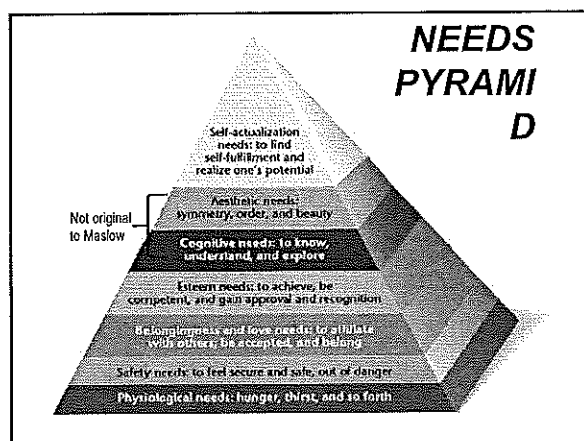 NEEDS
PYRAMI
D
Self-actualization
needs: to find
self-fulfillment and
realize one's potential
Aesthetic needs:
symmetry, order, and beauty
Not original
to Maslow
Cognitive needs: to know,
understand, and explore
Esteem needs: to achieve, be
competent, and gain approval and recognition
Belongingness and love needs: to affiliate
with others; be accepted, and belong
Safety needs: to feel secure and safe, out of danger
Physiological needs: hunger, thirst, and so forth